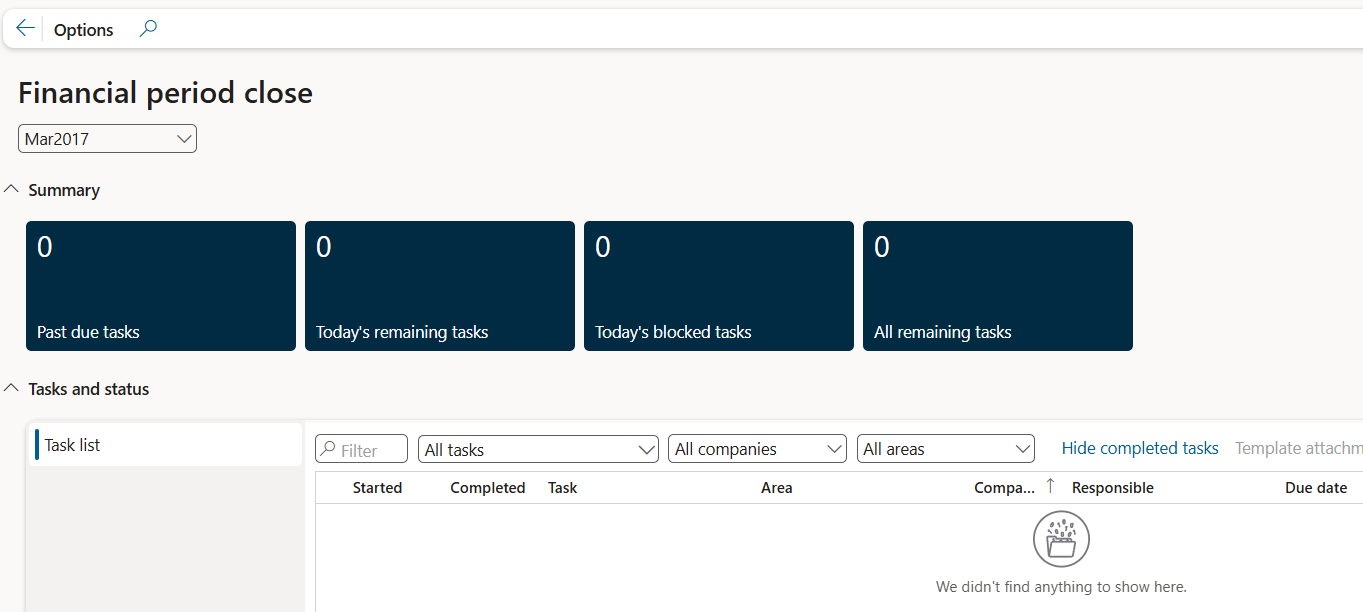 Options
Financial period close
Mar2017
Summary
0 0 0 0
Past due tasks Today's remaining tasks Today's blocked tasks All remaining tasks
Tasks and status
Task list Filter All tasks All companies All areas Hide completed tasks Template attachm
Started Completed Task Area Compa... Responsible Due date
We didn't find anything to show here.